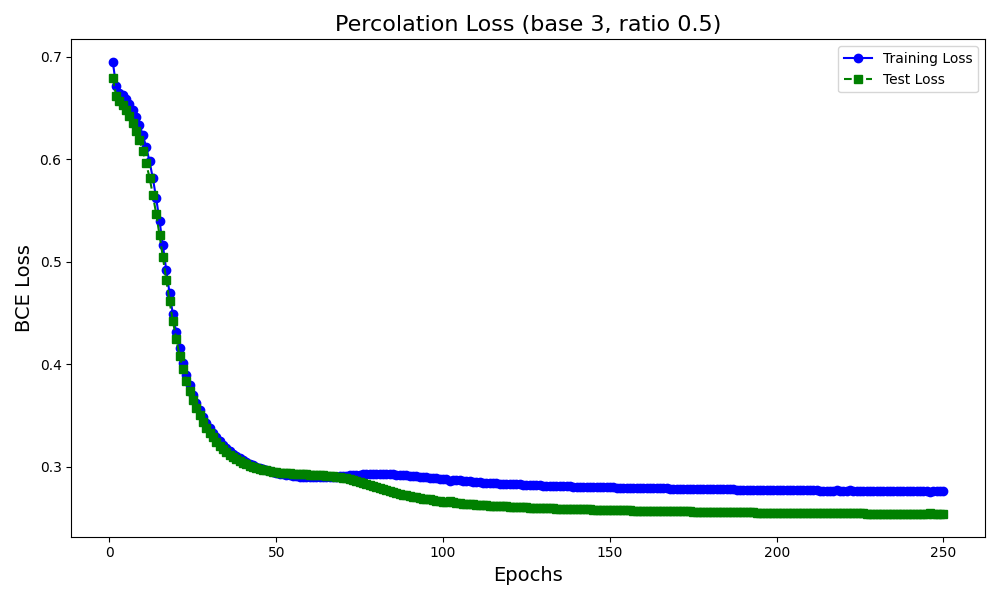 Percolation Loss (base 3, ratio 0.5)
Training Loss
Test Loss
BCE Loss
0.7
0.6
0.5
0.4
0.3
0 50 100 150 200 250
Epochs